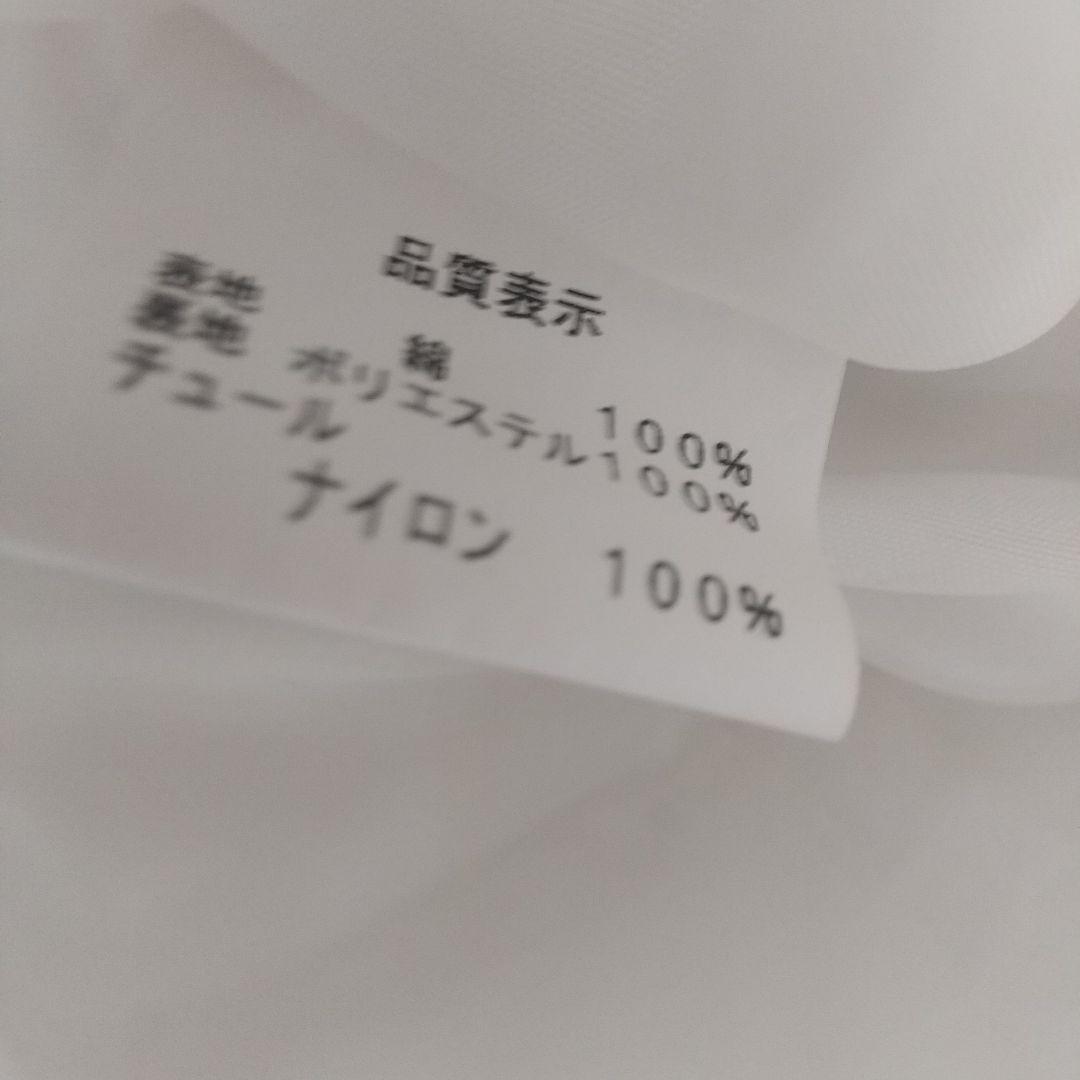 品質表示
表地 綿 100%
裏地 ポリエステル 100%
チュール
ナイロン 100%